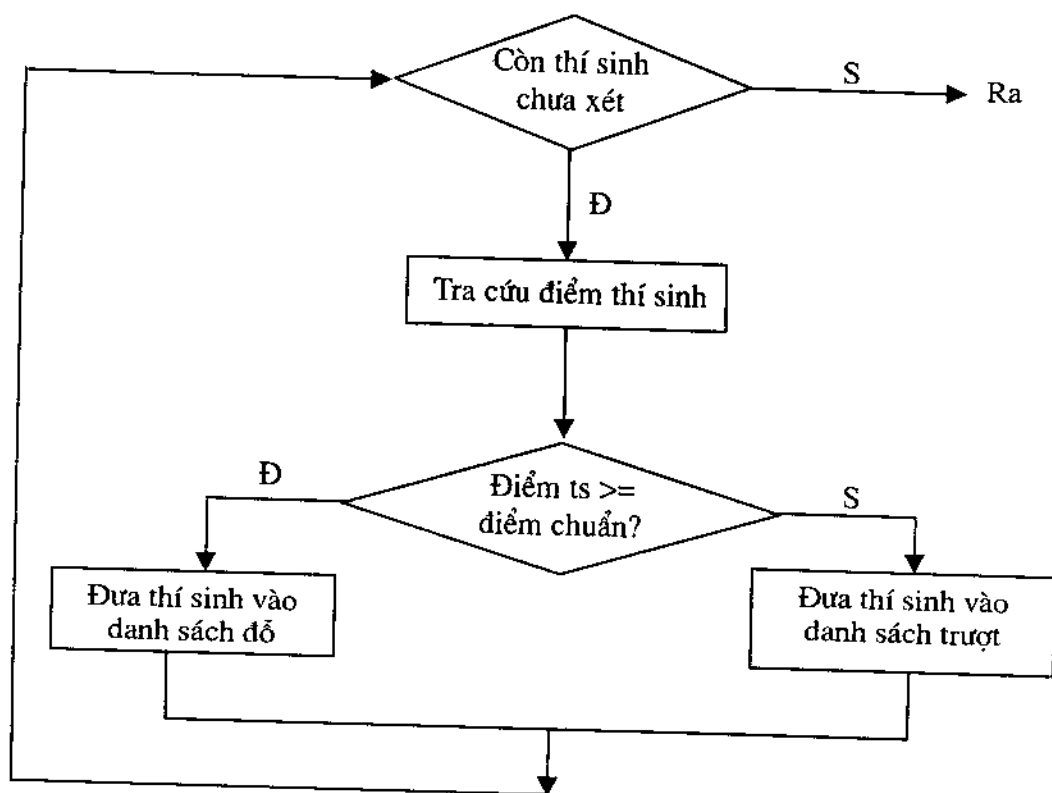 Còn thí sinh
chưa xét
S
Ra
Đ
Tra cứu điểm thí sinh
Đ
Điểm ts >=
điểm chuẩn?
S
Đưa thí sinh vào
danh sách đỗ
Đưa thí sinh vào
danh sách trượt